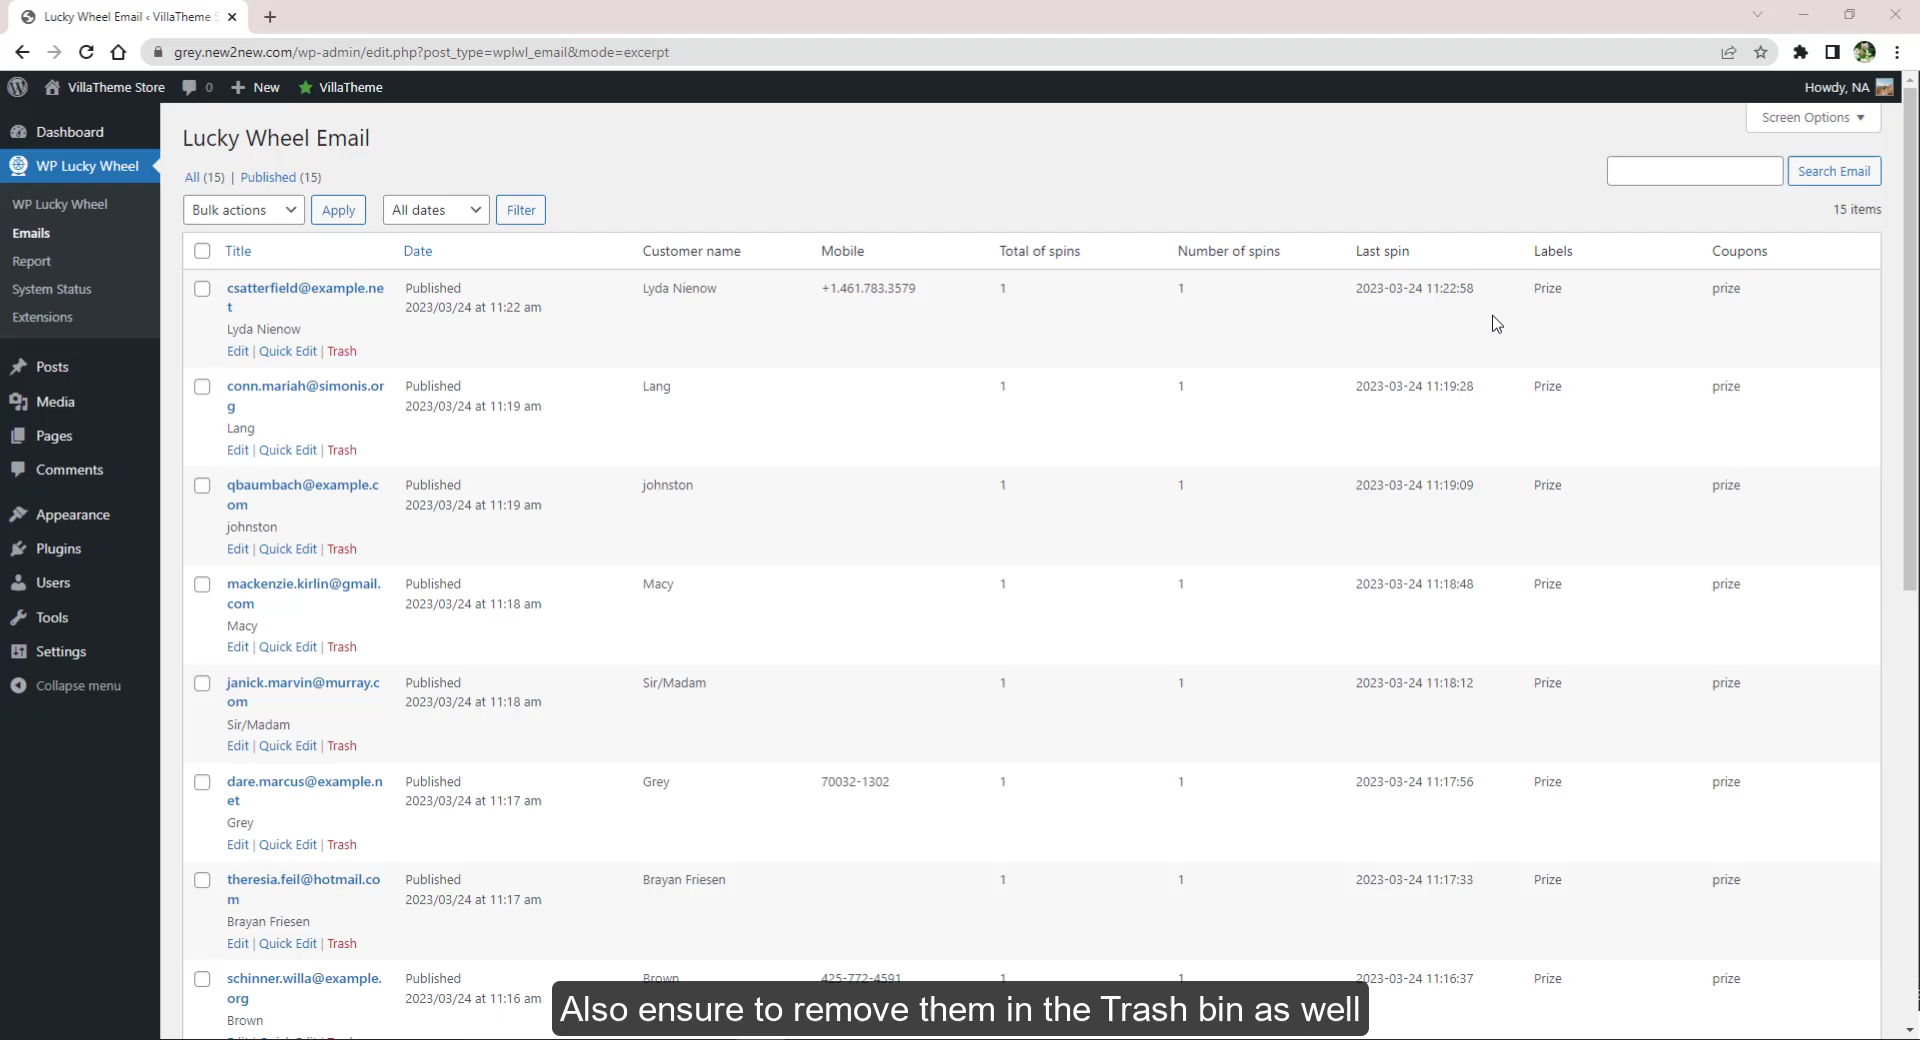 Lucky Wheel Email ‹ VillaTheme S
grey.new2new.com/wp-admin/edit.php?post_type=wplwl_email&mode=excerpt
VillaTheme Store 0 New VillaTheme Howdy, NA
Dashboard
WP Lucky Wheel
WP Lucky Wheel
Emails
Report
System Status
Extensions
Posts
Media
Pages
Comments
Appearance
Plugins
Users
Tools
Settings
Collapse menu
Screen Options
Lucky Wheel Email
All (15) | Published (15)
Search Email
Bulk actions Apply All dates Filter 15 items
Title Date Customer name Mobile Total of spins Number of spins Last spin Labels Coupons
csatterfield@example.ne Published Lyda Nienow +1.461.783.3579 1 1 2023-03-24 11:22:58 Prize prize
t 2023/03/24 at 11:22 am
Lyda Nienow
Edit | Quick Edit | Trash
conn.mariah@simonis.or Published Lang 1 1 2023-03-24 11:19:28 Prize prize
g 2023/03/24 at 11:19 am
Lang
Edit | Quick Edit | Trash
qbaumbach@example.c Published johnston 1 1 2023-03-24 11:19:09 Prize prize
om 2023/03/24 at 11:19 am
johnston
Edit | Quick Edit | Trash
mackenzie.kirlin@gmail. Published Macy 1 1 2023-03-24 11:18:48 Prize prize
com 2023/03/24 at 11:18 am
Macy
Edit | Quick Edit | Trash
janick.marvin@murray.c Published Sir/Madam 1 1 2023-03-24 11:18:12 Prize prize
om 2023/03/24 at 11:18 am
Sir/Madam
Edit | Quick Edit | Trash
dare.marcus@example.n Published Grey 70032-1302 1 1 2023-03-24 11:17:56 Prize prize
et 2023/03/24 at 11:17 am
Grey
Edit | Quick Edit | Trash
theresia.feil@hotmail.co Published Brayan Friesen 1 1 2023-03-24 11:17:33 Prize prize
m 2023/03/24 at 11:17 am
Brayan Friesen
Edit | Quick Edit | Trash
schinner.willa@example. Published Brown 425-772-4591 1 1 2023-03-24 11:16:37 Prize prize
org 2023/03/24 at 11:16 am
Brown
Also ensure to remove them in the Trash bin as well